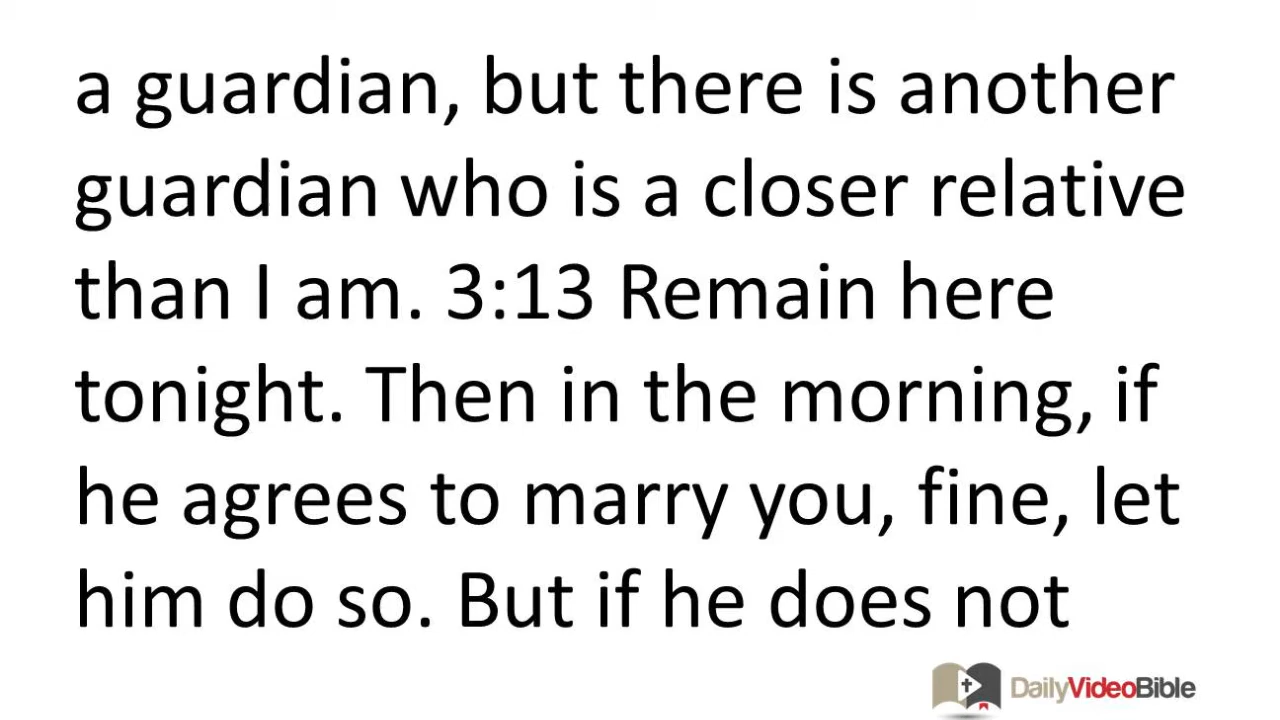 a guardian, but there is another
guardian who is a closer relative
than I am. 3:13 Remain here
tonight. Then in the morning, if
he agrees to marry you, fine, let
him do so. But if he does not
DailyVideoBible